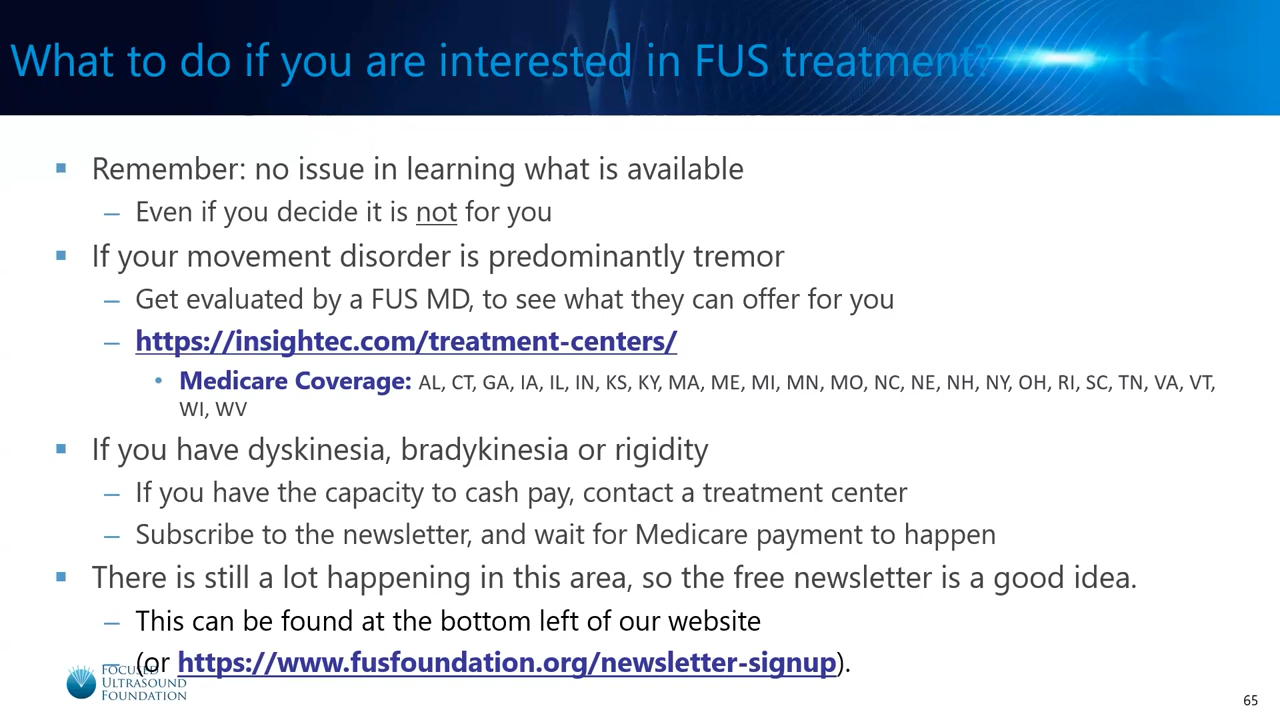 What to do if you are interested in FUS treatment?
Remember: no issue in learning what is available
Even if you decide it is not for you
If your movement disorder is predominantly tremor
Get evaluated by a FUS MD, to see what they can offer for you
https://insightec.com/treatment-centers/
Medicare Coverage: AL, CT, GA, IA, IL, IN, KS, KY, MA, ME, MI, MN, MO, NC, NE, NH, NY, OH, RI, SC, TN, VA, VT,
WI, WV
If you have dyskinesia, bradykinesia or rigidity
If you have the capacity to cash pay, contact a treatment center
Subscribe to the newsletter, and wait for Medicare payment to happen
There is still a lot happening in this area, so the free newsletter is a good idea.
This can be found at the bottom left of our website
(or https://www.fusfoundation.org/newsletter-signup).
FOCUSED
ULTRASOUND
FOUNDATION
65